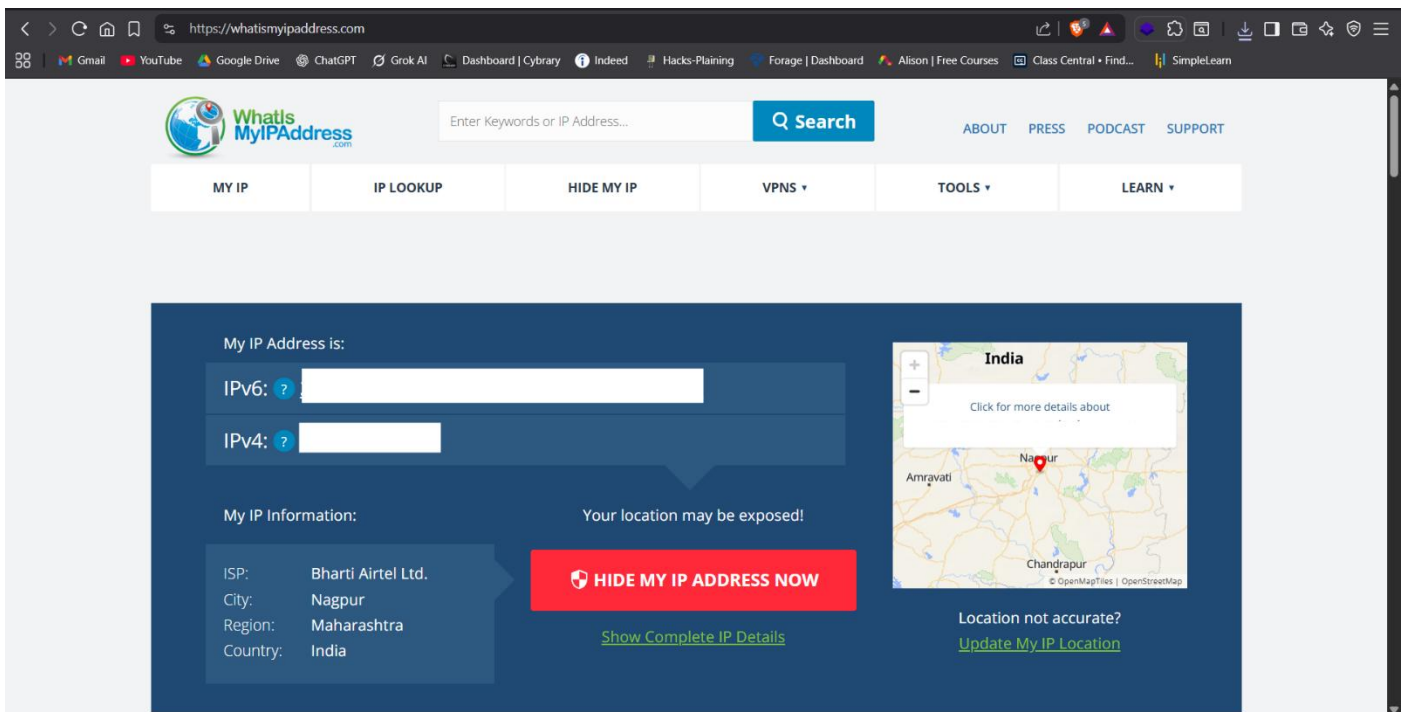 https://whatismyipaddress.com
Gmail YouTube Google Drive ChatGPT Grok AI Dashboard | Cybrary Indeed Hacks-Plaining Forage | Dashboard Alison | Free Courses Class Central • Find... SimpleLearn
WhatIs
MyIPAddress
.com
Enter Keywords or IP Address...
Search
ABOUT PRESS PODCAST SUPPORT
MY IP IP LOOKUP HIDE MY IP VPNS TOOLS LEARN
My IP Address is:
IPv6: ?
IPv4: ?
India
Click for more details about
Nagpur
Amravati
Chandrapur
© OpenMapTiles | OpenStreetMap
My IP Information:
Your location may be exposed!
ISP: Bharti Airtel Ltd.
City: Nagpur
Region: Maharashtra
Country: India
HIDE MY IP ADDRESS NOW
Show Complete IP Details
Location not accurate?
Update My IP Location